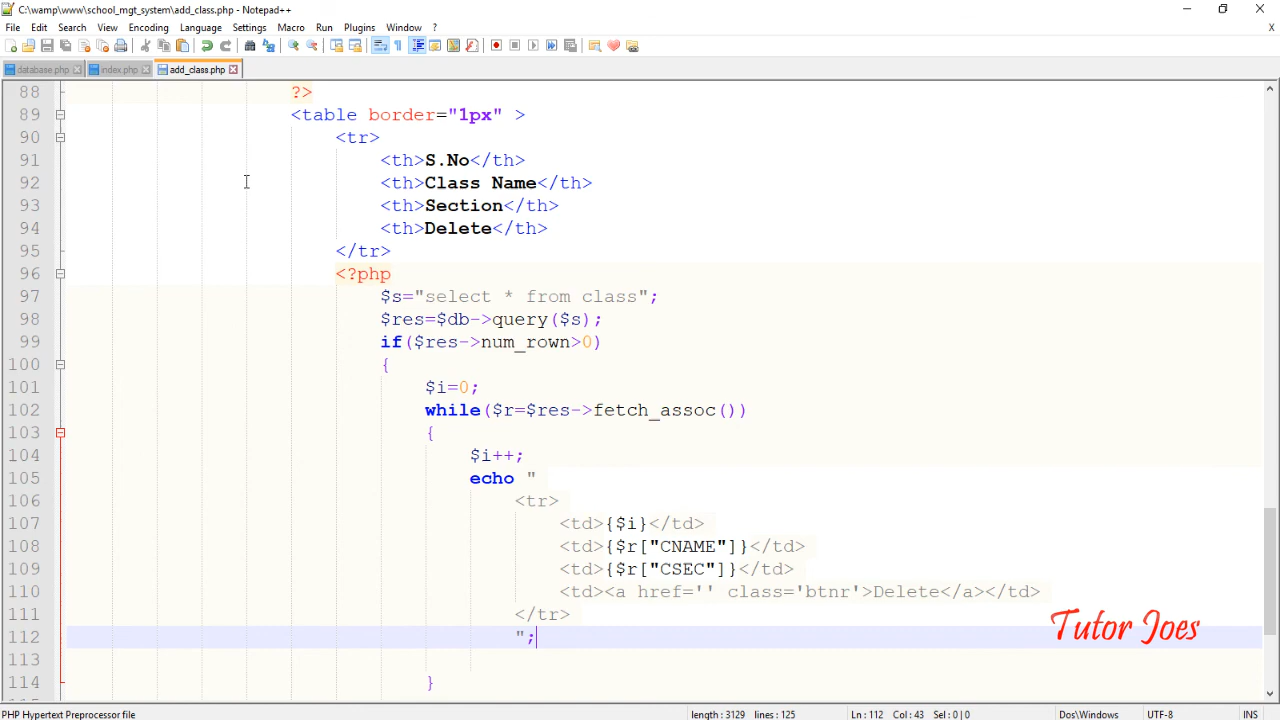 C:\wamp\www\school_mgt_system\add_class.php - Notepad++
File Edit Search View Encoding Language Settings Macro Run Plugins Window ?
X
database.php index.php add_class.php
88 ?>
89 <table border="1px" >
90 <tr>
91 <th>S.No</th>
92 <th>Class Name</th>
93 <th>Section</th>
94 <th>Delete</th>
95 </tr>
96 <?php
97 $s="select * from class";
98 $res=$db->query($s);
99 if($res->num_rown>0)
100 {
101 $i=0;
102 while($r=$res->fetch_assoc())
103 {
104 $i++;
105 echo "
106 <tr>
107 <td>{$i}</td>
108 <td>{$r["CNAME"]}</td>
109 <td>{$r["CSEC"]}</td>
110 <td><a href='' class='btnr'>Delete</a></td>
111 </tr>
112 ";
113
114 }
Tutor Joes
PHP Hypertext Preprocessor file length : 3129 lines : 125 Ln : 112 Col : 43 Sel : 0 | 0 Dos\Windows UTF-8 INS